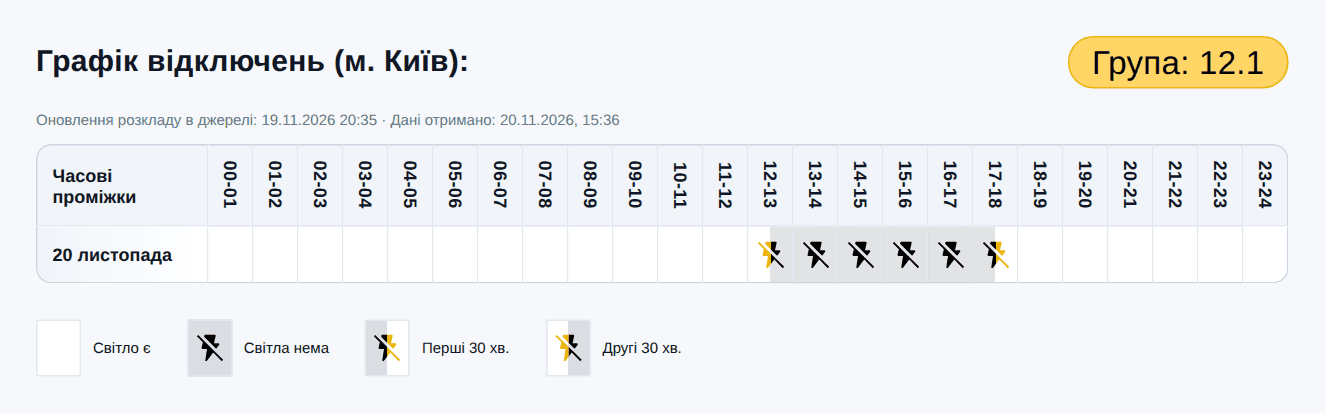 Графік відключень (м. Київ):
Група: 12.1
Оновлення розкладу в джерелі: 19.11.2026 20:35 · Дані отримано: 20.11.2026, 15:36
Часові
проміжки
00-01
01-02
02-03
03-04
04-05
05-06
06-07
07-08
08-09
09-10
10-11
11-12
12-13
13-14
14-15
15-16
16-17
17-18
18-19
19-20
20-21
21-22
22-23
23-24
20 листопада
Світло є
Світла нема
Перші 30 хв.
Другі 30 хв.